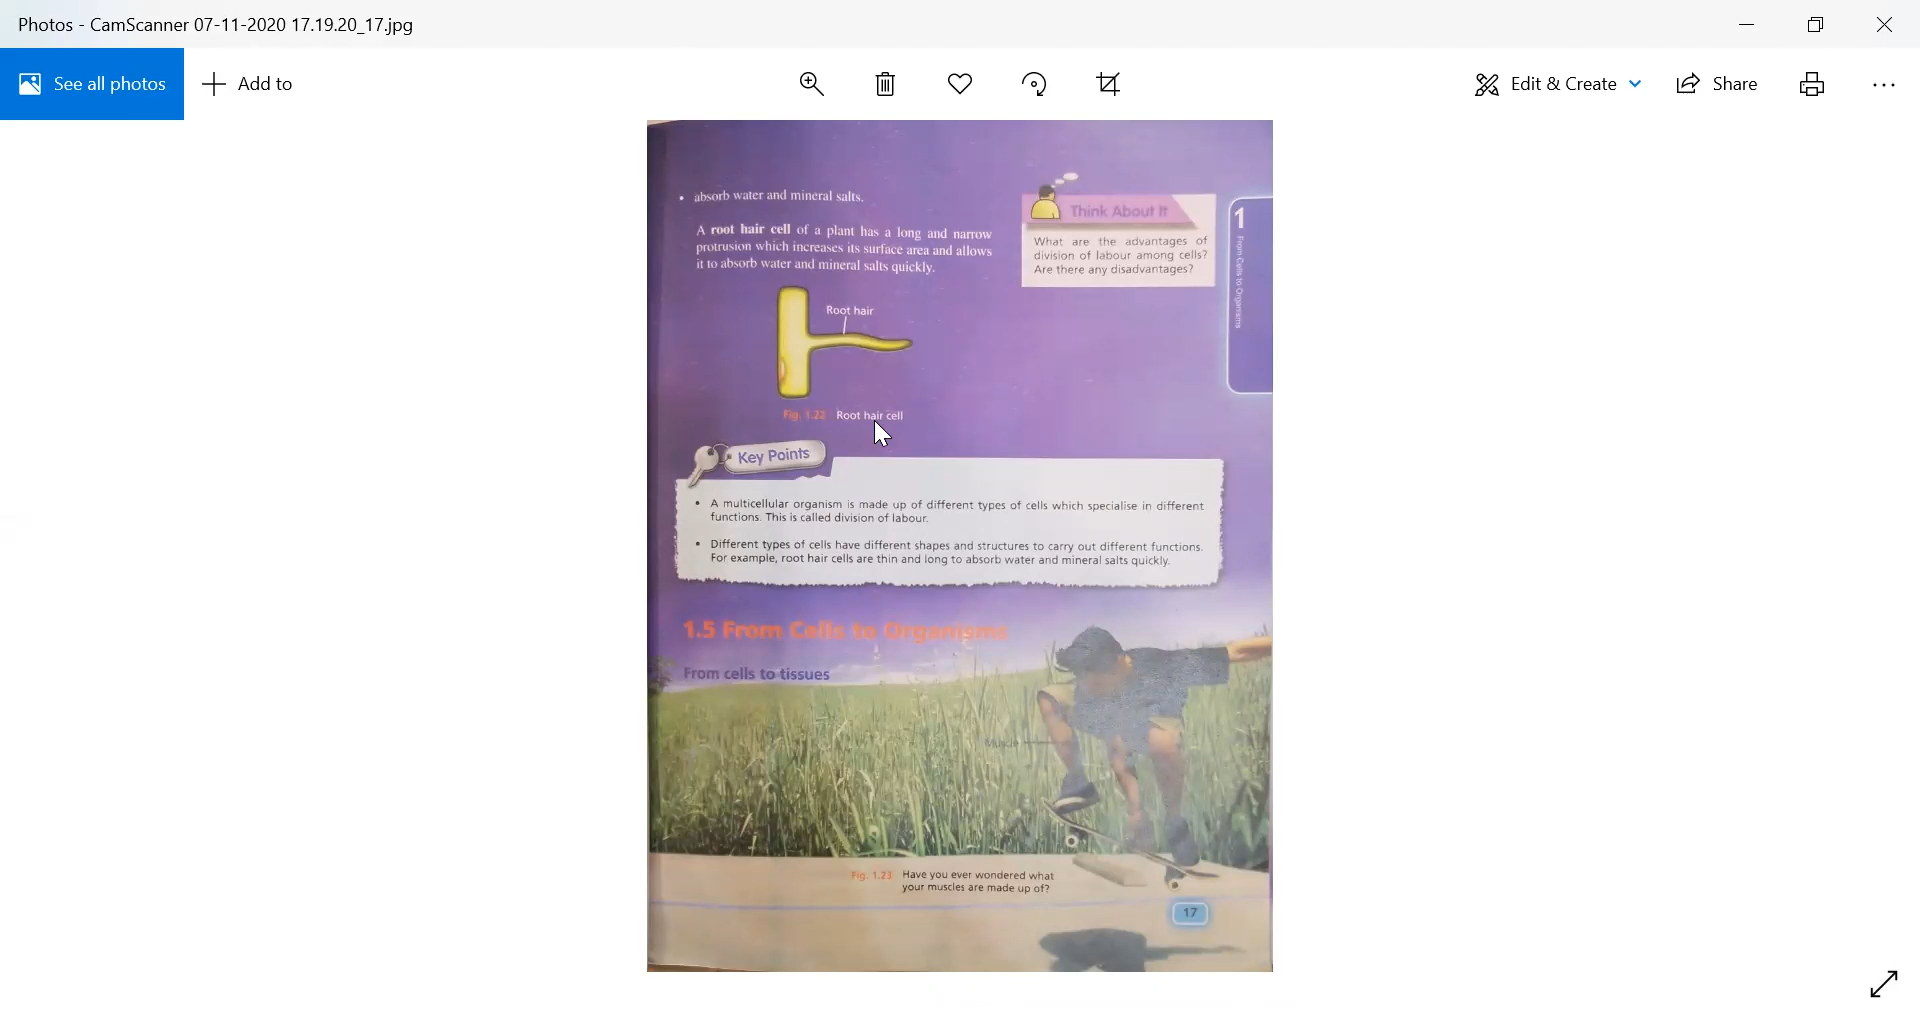 Photos - CamScanner 07-11-2020 17.19.20_17.jpg
See all photos
Add to
Edit & Create
Share
• absorb water and mineral salts.
A root hair cell of a plant has a long and narrow
protrusion which increases its surface area and allows
it to absorb water and mineral salts quickly.
Think About It
What are the advantages of
division of labour among cells?
Are there any disadvantages?
1
From Cells to Organisms
Root hair
Fig. 1.22 Root hair cell
Key Points
• A multicellular organism is made up of different types of cells which specialise in different
functions. This is called division of labour.
• Different types of cells have different shapes and structures to carry out different functions.
For example, root hair cells are thin and long to absorb water and mineral salts quickly.
1.5 From Cells to Organisms
From cells to tissues
Muscle
Fig. 1.23 Have you ever wondered what
your muscles are made up of?
17